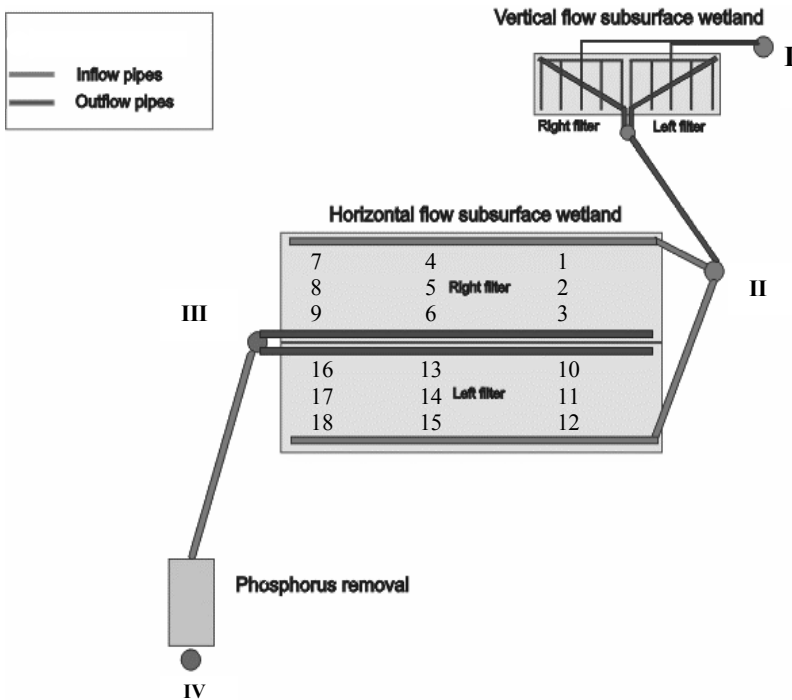 Vertical flow subsurface wetland
I
Inflow pipes
Outflow pipes
Right filter Left filter
Horizontal flow subsurface wetland
7 4 1
8 5 Right filter 2
9 6 3
II
III
16 13 10
17 14 Left filter 11
18 15 12
Phosphorus removal
IV